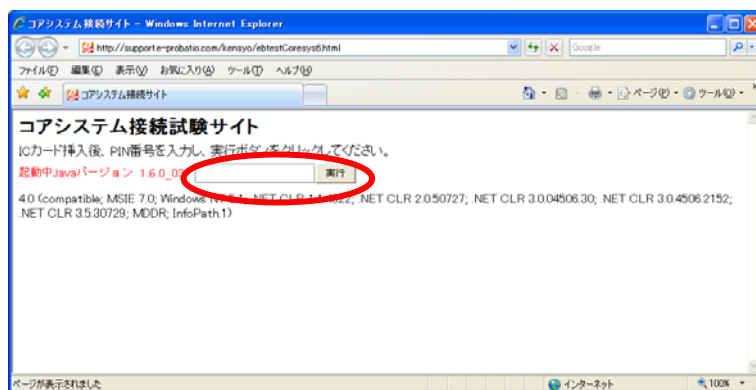 コアシステム接続サイト - Windows Internet Explorer
http://support.e-probatio.com/kensyo/ebtestCoresys6.html
Google
ファイル(F) 編集(E) 表示(V) お気に入り(A) ツール(T) ヘルプ(H)
コアシステム接続サイト
ページ(P) ツール(O)
コアシステム接続試験サイト
ICカード挿入後、PIN番号を入力し、実行ボタンをクリックしてください。
起動中Javaバージョン 1.6.0_0
実行
4.0 (compatible; MSIE 7.0; Windows NT 5.1; .NET CLR 1.1.4322; .NET CLR 2.0.50727; .NET CLR 3.0.04506.30; .NET CLR 3.0.4506.2152;
.NET CLR 3.5.30729; MDDR; InfoPath.1)
ページが表示されました
インターネット
100%